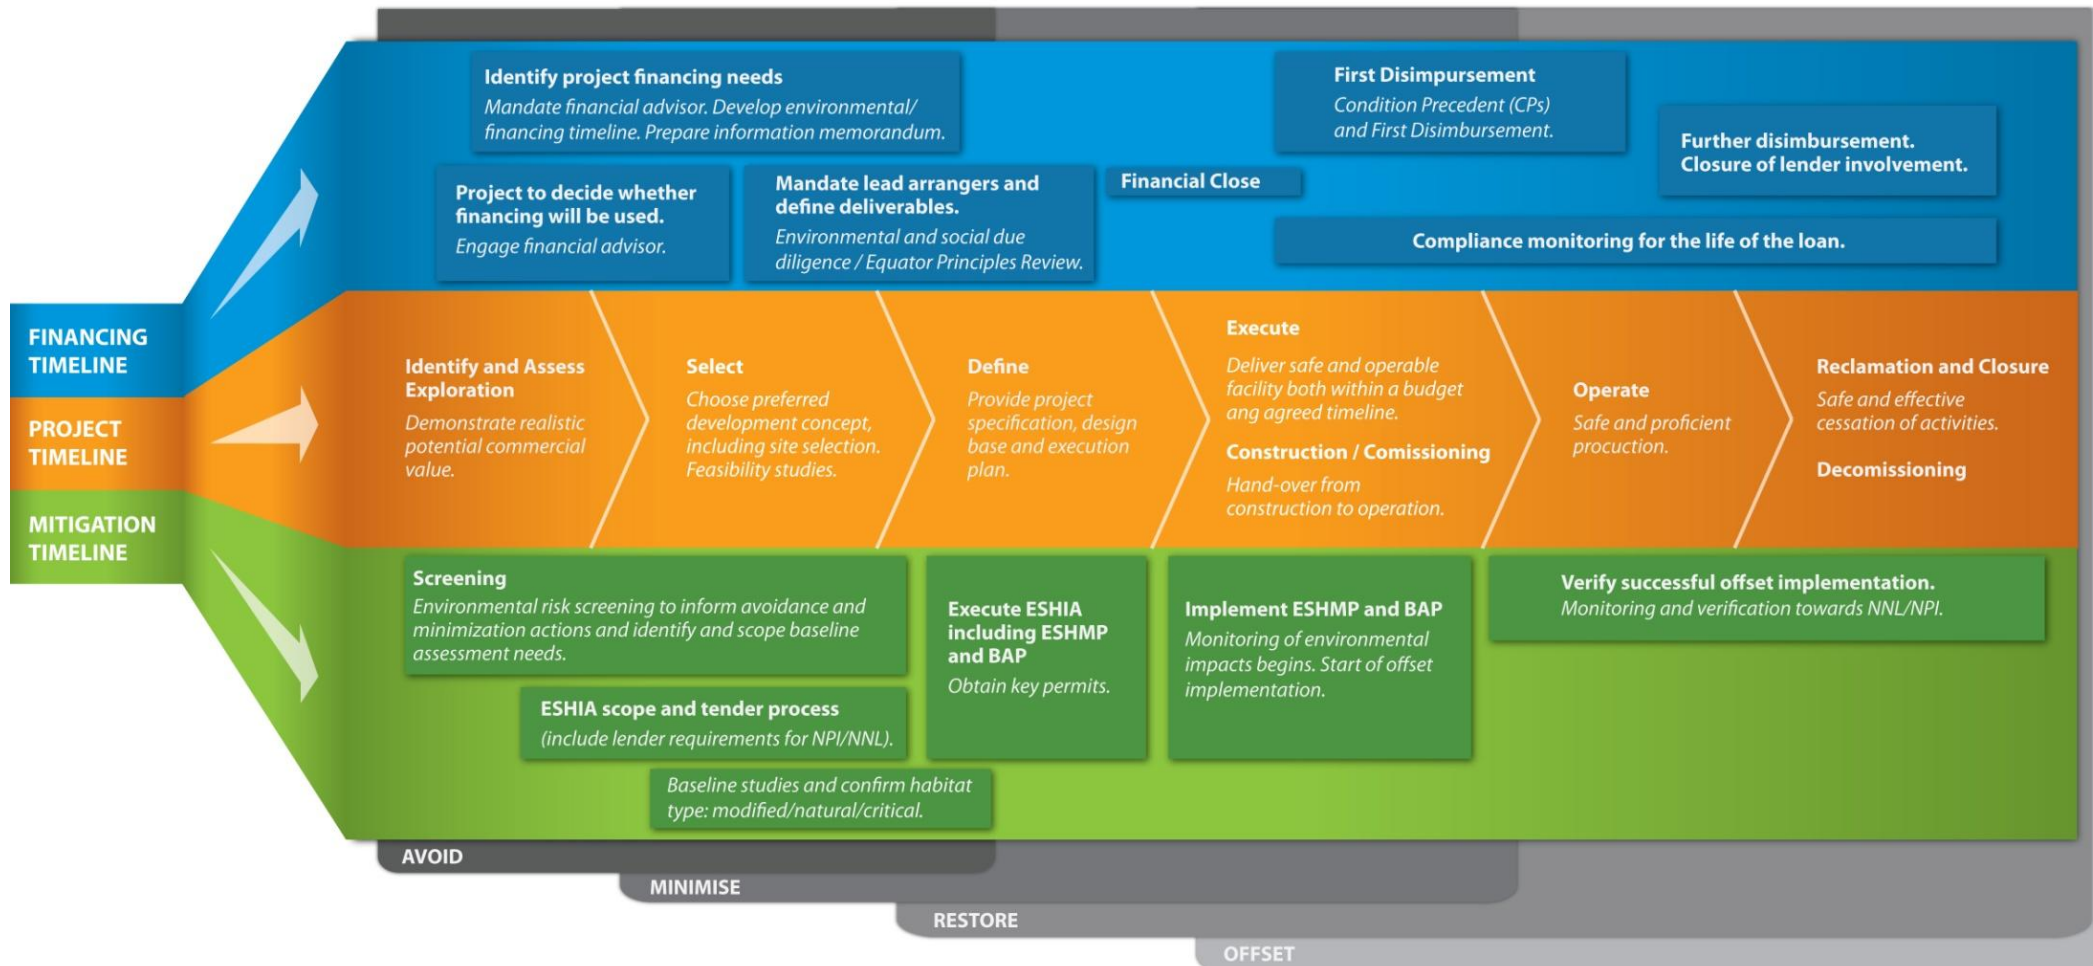 Identify project financing needs
Mandate financial advisor. Develop environmental/
financing timeline. Prepare information memorandum.
First Disimpursement
Condition Precedent (CPs)
and First Disimbursement.
Further disimbursement.
Closure of lender involvement.
Project to decide whether
financing will be used.
Engage financial advisor.
Mandate lead arrangers and
define deliverables.
Environmental and social due
diligence / Equator Principles Review.
Financial Close
Compliance monitoring for the life of the loan.
FINANCING
TIMELINE
PROJECT
TIMELINE
MITIGATION
TIMELINE
Identify and Assess
Exploration
Demonstrate realistic
potential commercial
value.
Select
Choose preferred
development concept,
including site selection.
Feasibility studies.
Define
Provide project
specification, design
base and execution
plan.
Execute
Deliver safe and operable
facility both within a budget
ang agreed timeline.
Construction / Comissioning
Hand-over from
construction to operation.
Operate
Safe and proficient
procuction.
Reclamation and Closure
Safe and effective
cessation of activities.
Decomissioning
Screening
Environmental risk screening to inform avoidance and
minimization actions and identify and scope baseline
assessment needs.
ESHIA scope and tender process
(include lender requirements for NPI/NNL).
Baseline studies and confirm habitat
type: modified/natural/critical.
Execute ESHIA
including ESHMP
and BAP
Obtain key permits.
Implement ESHMP and BAP
Monitoring of environmental
impacts begins. Start of offset
implementation.
Verify successful offset implementation.
Monitoring and verification towards NNL/NPI.
AVOID
MINIMISE
RESTORE
OFFSET